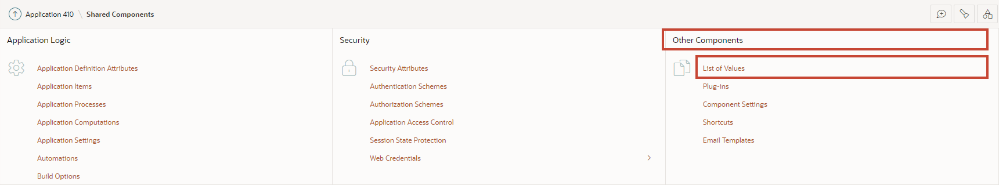 Application 410 \ Shared Components
Application Logic
Application Definition Attributes
Application Items
Application Processes
Application Computations
Application Settings
Automations
Build Options
Security
Security Attributes
Authentication Schemes
Authorization Schemes
Application Access Control
Session State Protection
Web Credentials
Other Components
List of Values
Plug-ins
Component Settings
Shortcuts
Email Templates